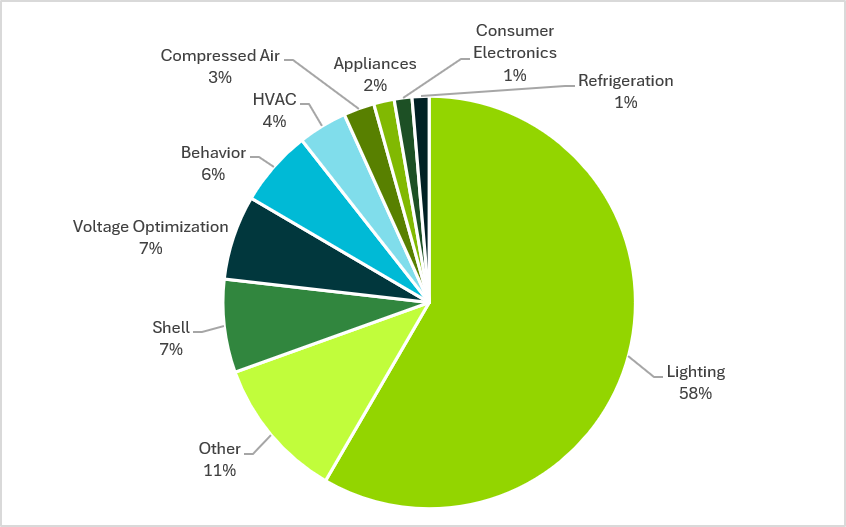 Consumer
Electronics
1%
Compressed Air
3%
Appliances
2%
Refrigeration
1%
HVAC
4%
Behavior
6%
Voltage Optimization
7%
Shell
7%
Lighting
58%
Other
11%